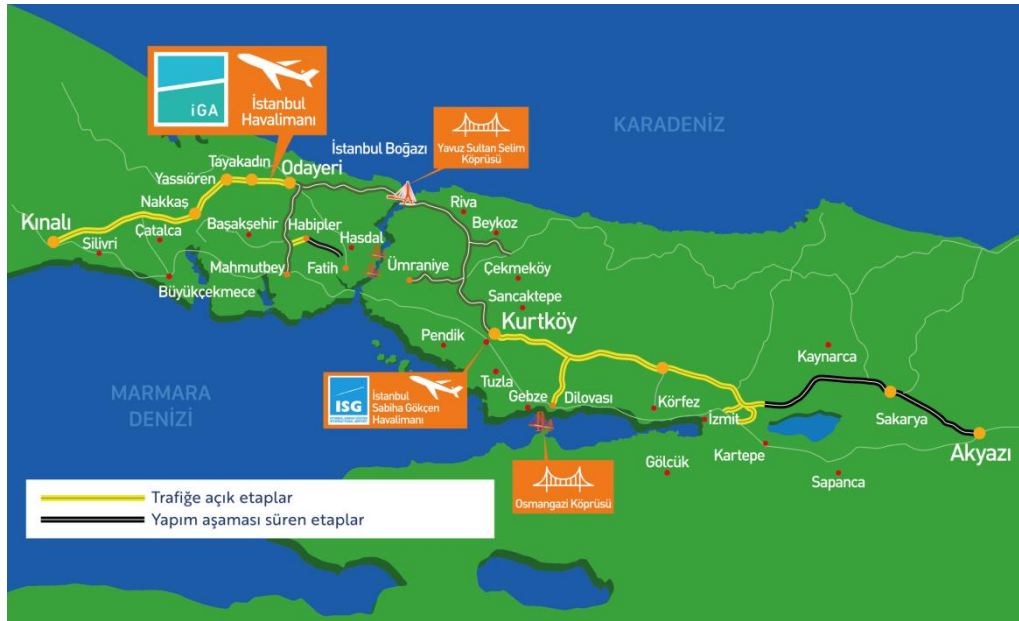 KARADENİZ
iGA
İstanbul
Havalimanı
İstanbul Boğazı
Yavuz Sultan Selim
Köprüsü
Tayakadın
Odayeri
Yassıören
Nakkaş
Kınalı
Silivri
Çatalca
Başakşehir
Habipler
Hasdal
Riva
Beykoz
Mahmutbey
Fatih
Ümraniye
Çekmeköy
Büyükçekmece
Sancaktepe
Kurtköy
Pendik
Kaynarca
MARMARA
DENİZİ
ISG
İstanbul
Sabiha Gökçen
Havalimanı
Tuzla
Gebze
Dilovası
Körfez
İzmit
Sakarya
Akyazı
Kartepe
Gölcük
Sapanca
Osmangazi Köprüsü
Trafiğe açık etaplar
Yapım aşaması süren etaplar